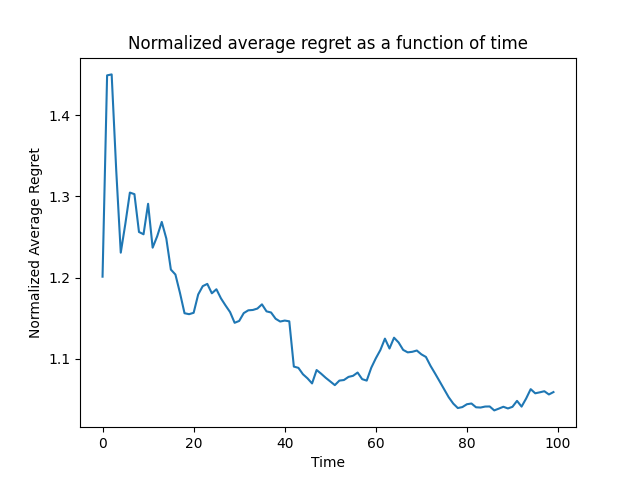 Normalized average regret as a function of time
1.4
1.3
1.2
1.1
Normalized Average Regret
0 20 40 60 80 100
Time